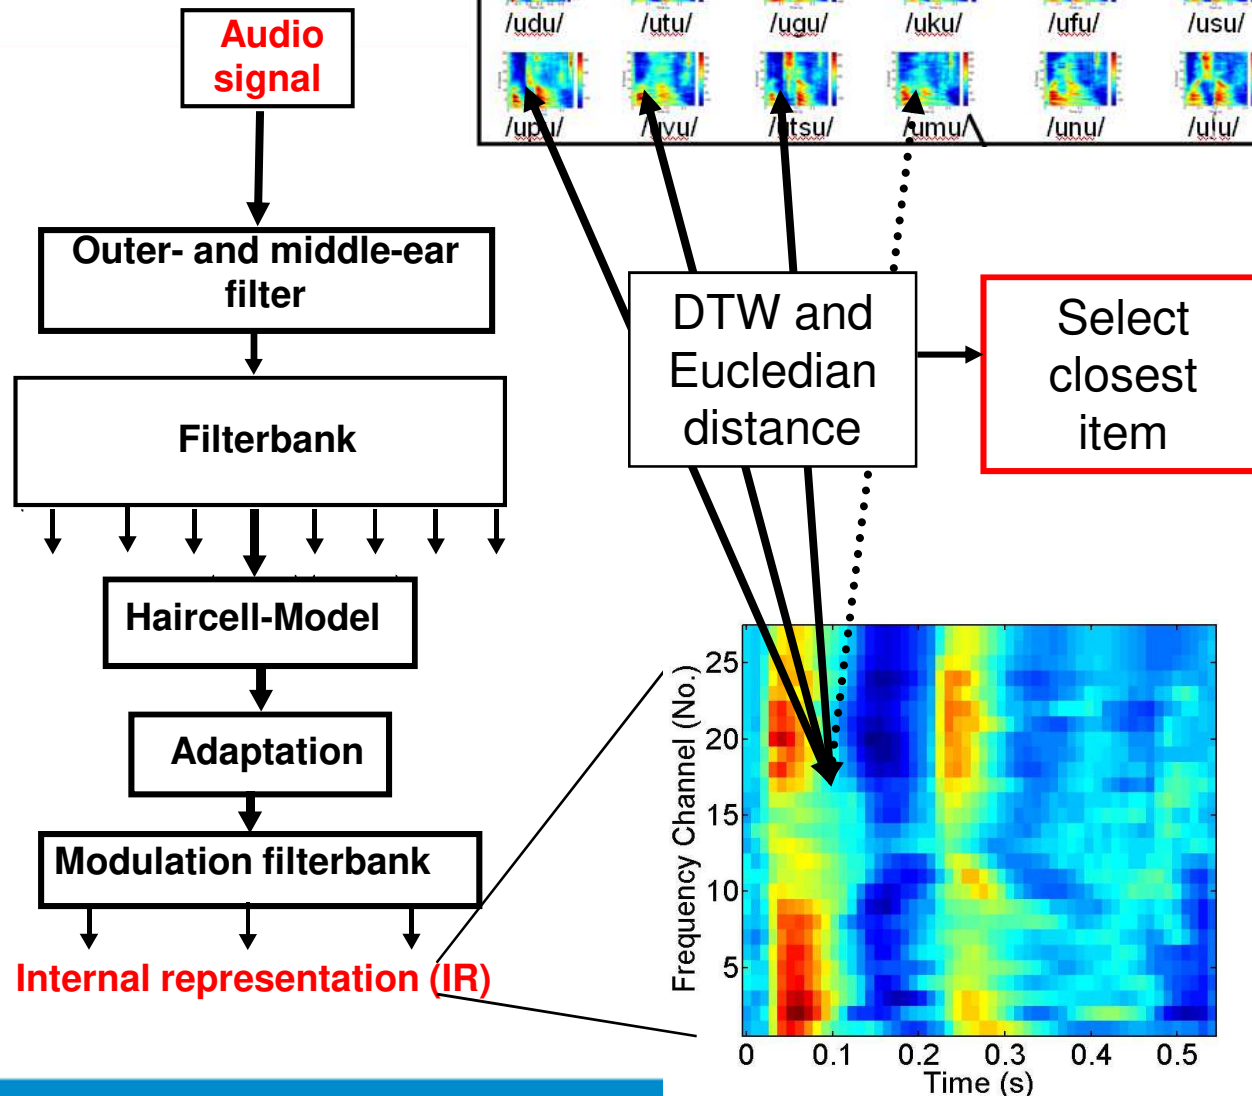 Audio
signal
Outer- and middle-ear
filter
Filterbank
Haircell-Model
Adaptation
Modulation filterbank
Internal representation (IR)
/udu/ /utu/ /ugu/ /uku/ /ufu/ /usu/
/upu/ /uvu/ /utsu/ /umu/ /unu/ /ulu/
DTW and
Eucledian
distance
Select
closest
item
Frequency Channel (No.)
25
20
15
10
5
0 0.1 0.2 0.3 0.4 0.5
Time (s)